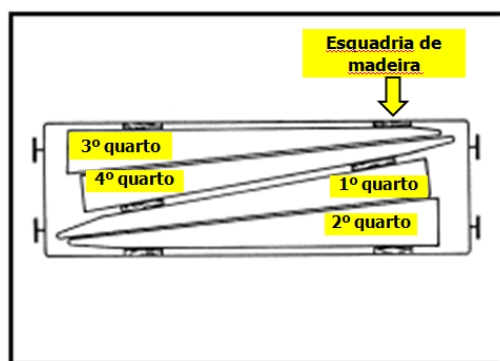 Esquadria de
madeira
3º quarto
4º quarto
1º quarto
2º quarto